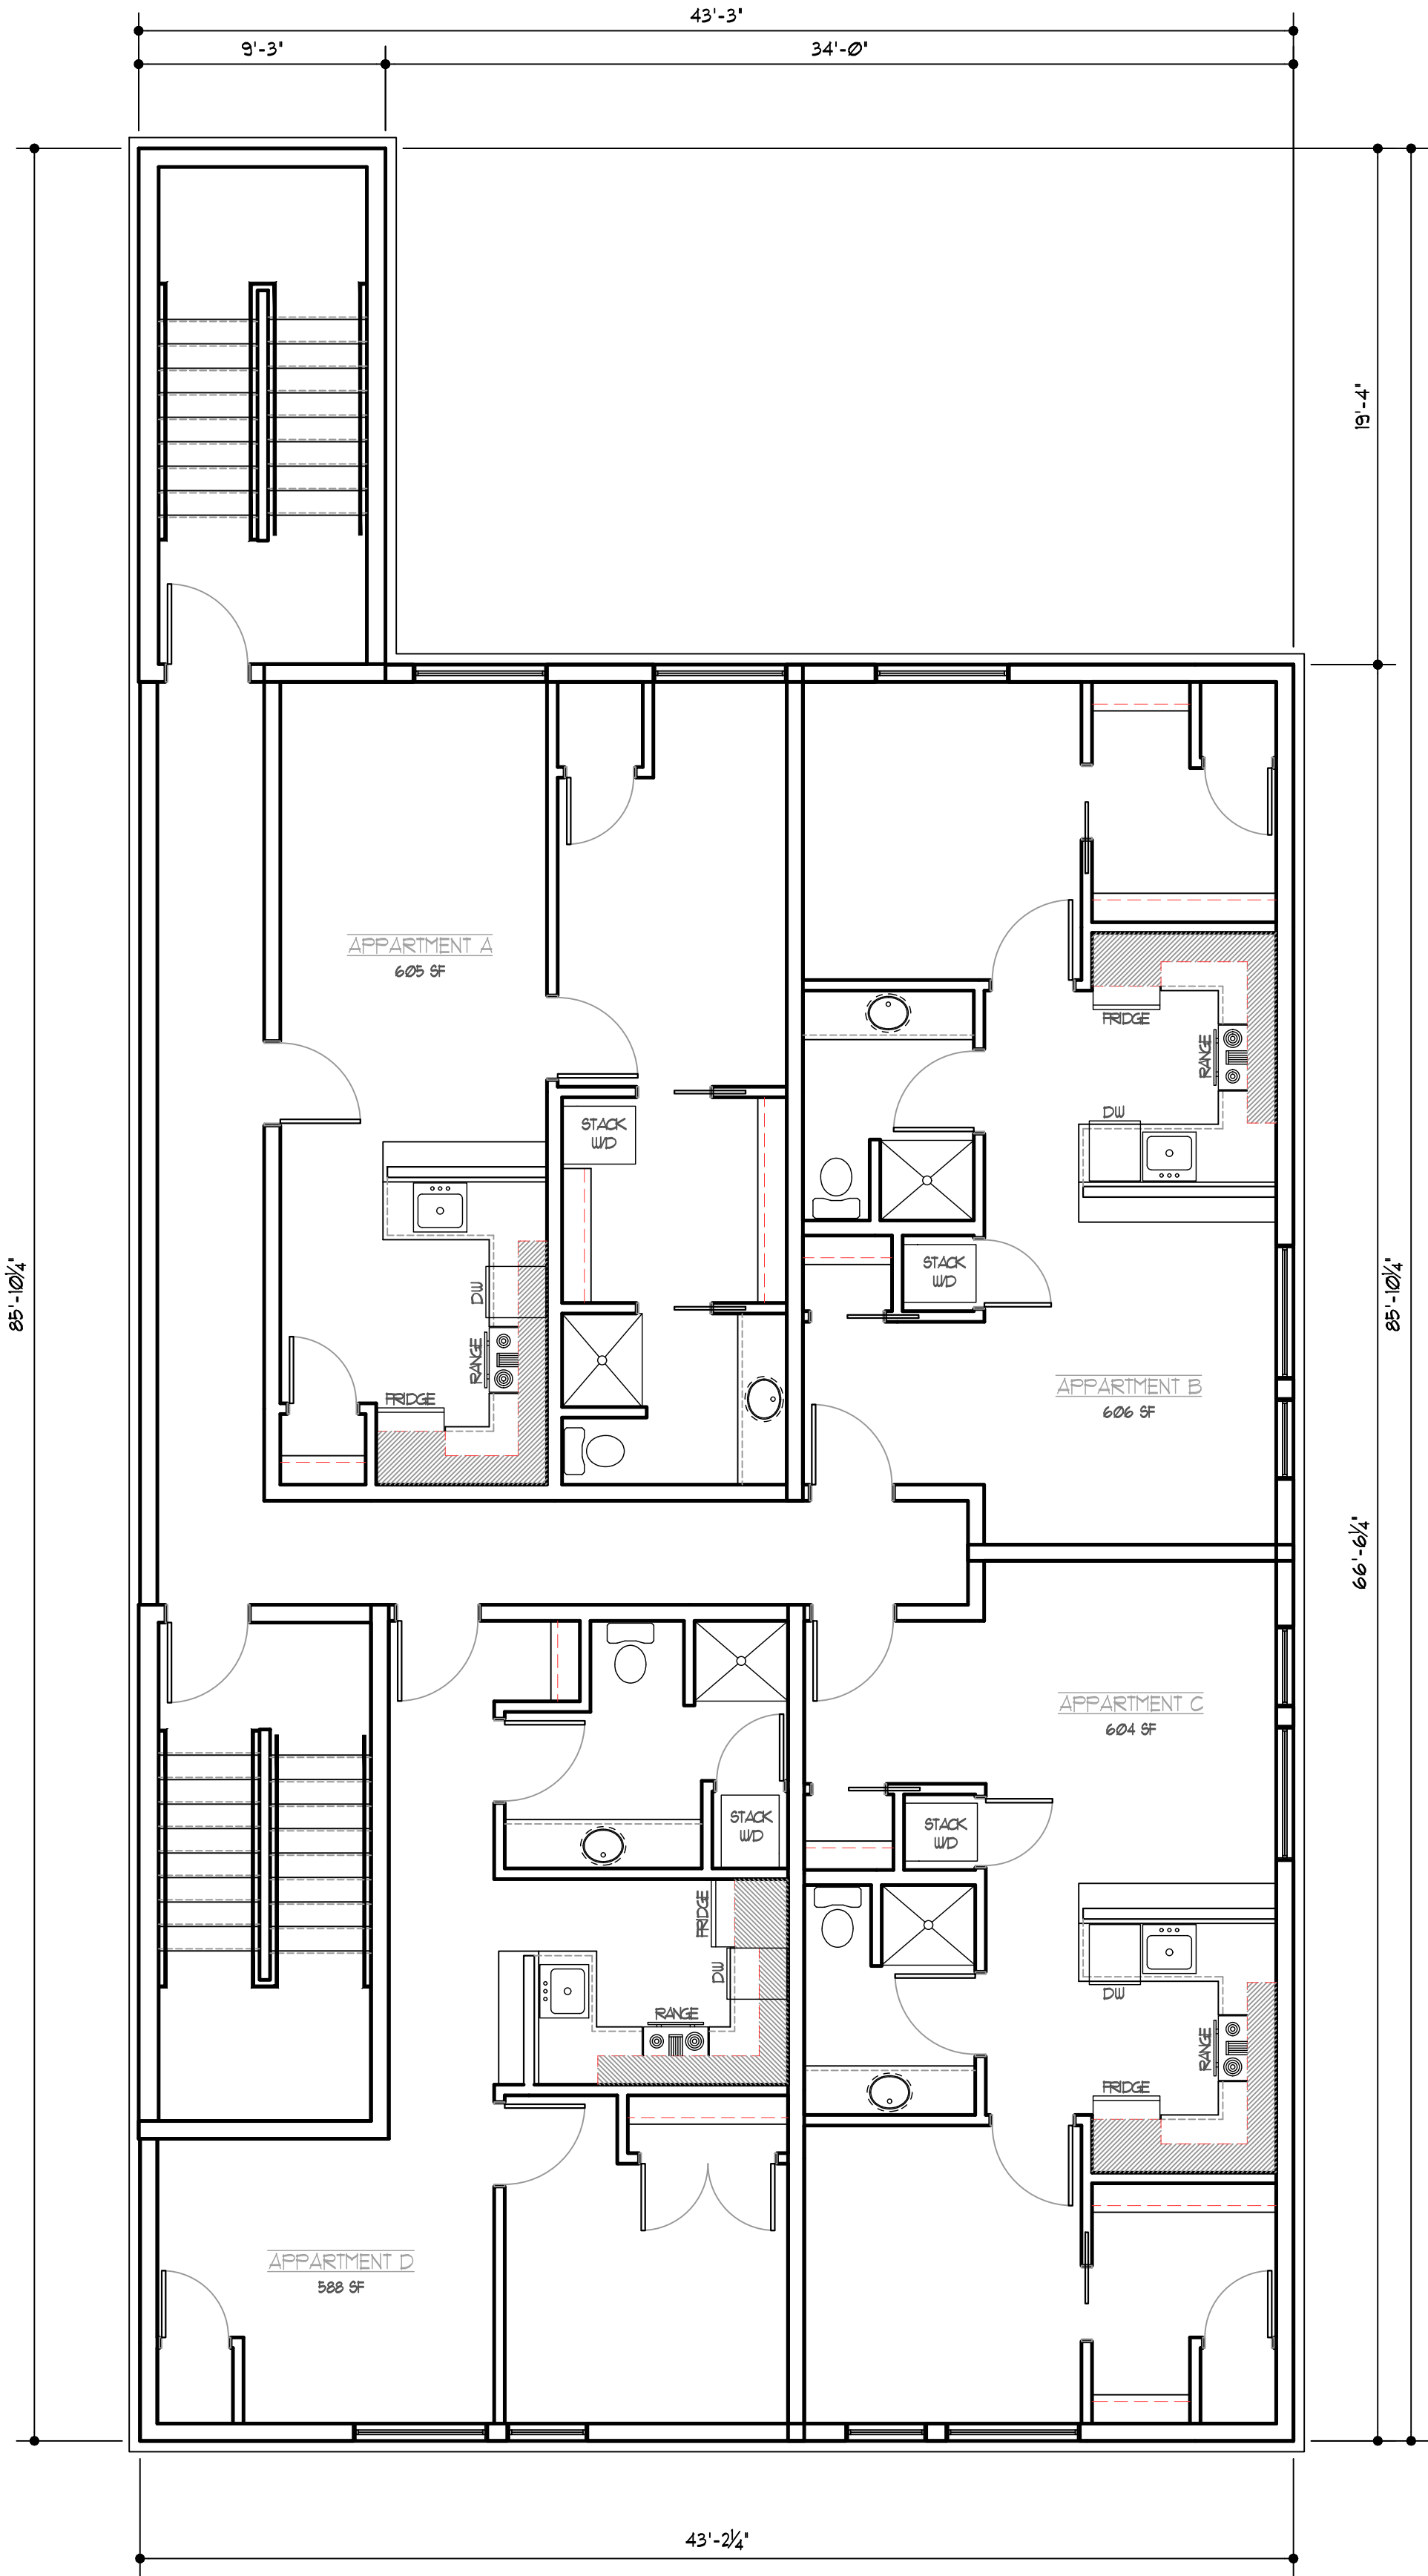 43'-3"
9'-3"
34'-0"
19'-4"
APPARTMENT A
605 SF
FRIDGE
RANGE
DW
STACK
W/D
STACK
W/D
DW
RANGE
FRIDGE
85'-10¼"
85'-10¼"
APPARTMENT B
606 SF
66'-6¼"
APPARTMENT C
604 SF
STACK
W/D
STACK
W/D
FRIDGE
DW
RANGE
DW
RANGE
FRIDGE
APPARTMENT D
588 SF
43'-2¼"